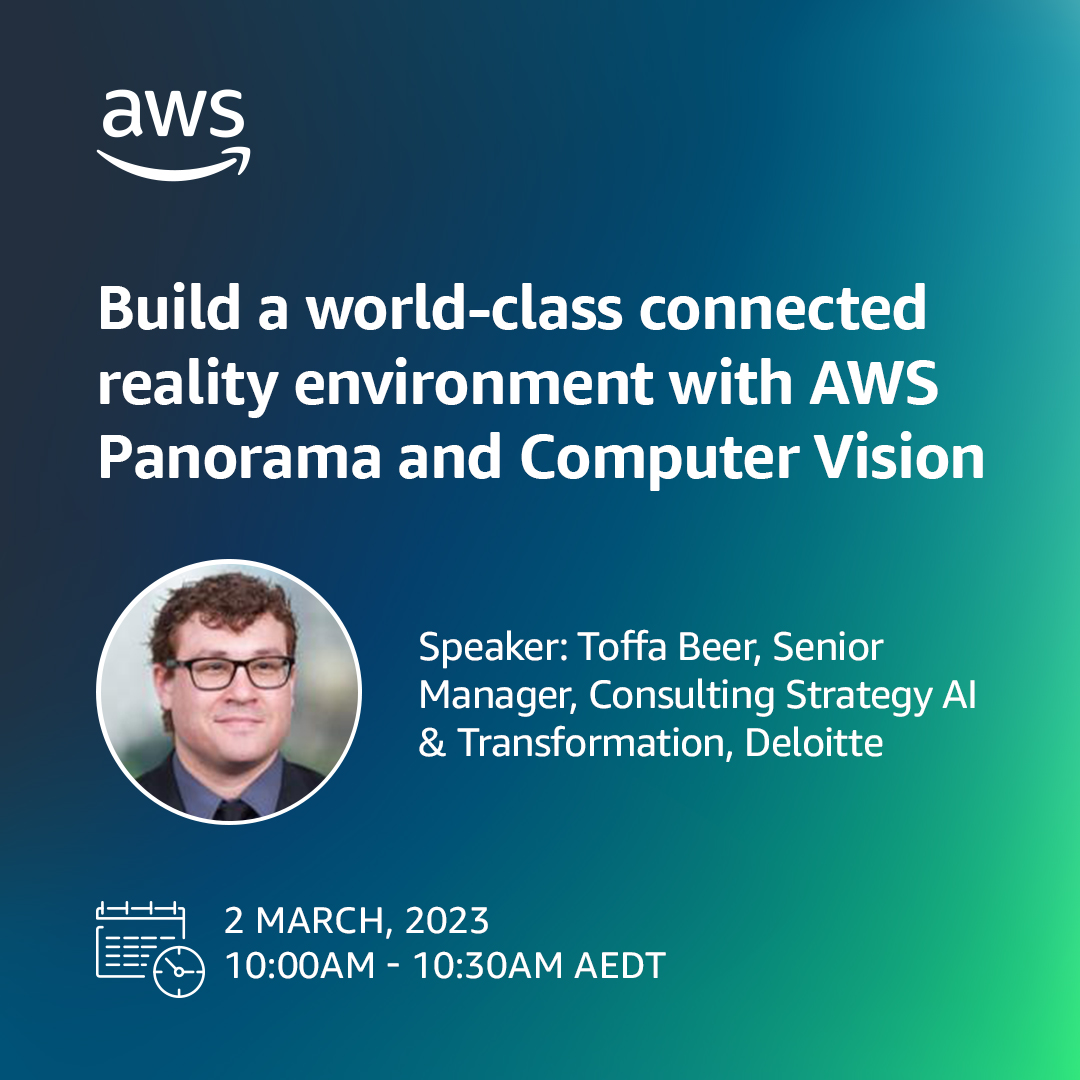 aws
Build a world-class connected
reality environment with AWS
Panorama and Computer Vision
Speaker: Toffa Beer, Senior
Manager, Consulting Strategy AI
& Transformation, Deloitte
2 MARCH, 2023
10:00AM - 10:30AM AEDT